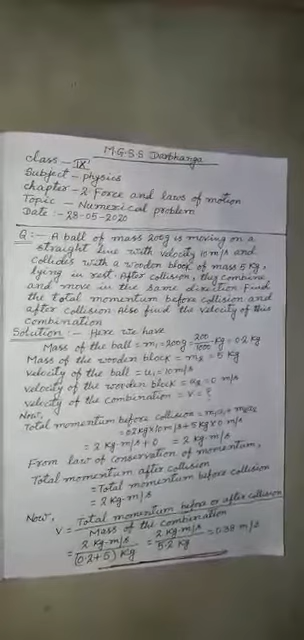 M.G.S.S Darbhanga
class - IX
Subject - physics
chapter - 2 Force and laws of motion
Topic - Numerical problem
Date - 28-05-2020
Q:- A ball of mass 200g is moving on a
straight line with velocity 10 m/s and
collides with a wooden block of mass 5 Kg,
lying in rest. After collision, they combine
and move in the same direction. Find
the total momentum before collision and
after collision. Also find the velocity of this
combination
Solution:- Here we have
Mass of the ball = m₁ = 200g = 200/1000 Kg = 0.2 Kg
Mass of the wooden block = m₂ = 5 Kg
velocity of the ball = u₁ = 10 m/s
velocity of the wooden block = u₂ = 0 m/s
velocity of the combination = v = ?
Now,
Total momentum before collision = m₁u₁ + m₂u₂
= 0.2 Kg x 10 m/s + 5 Kg x 0 m/s
= 2 Kg.m/s + 0 = 2 Kg.m/s
From law of conservation of momentum,
Total momentum after collision
= Total momentum before collision
= 2 Kg.m/s
Now,
v = Total momentum before or after collision / Mass of the combination
= 2 Kg.m/s / (0.2+5) Kg = 2 Kg.m/s / 5.2 Kg = 0.38 m/s